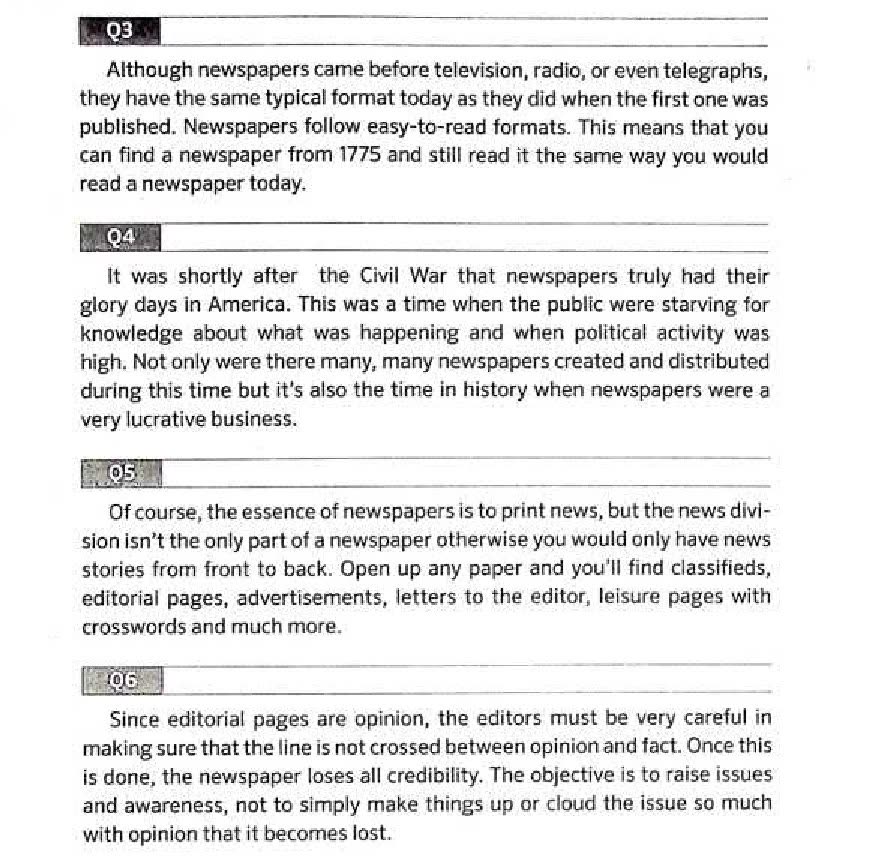 Q3
Although newspapers came before television, radio, or even telegraphs,
they have the same typical format today as they did when the first one was
published. Newspapers follow easy-to-read formats. This means that you
can find a newspaper from 1775 and still read it the same way you would
read a newspaper today.
Q4
It was shortly after the Civil War that newspapers truly had their
glory days in America. This was a time when the public were starving for
knowledge about what was happening and when political activity was
high. Not only were there many, many newspapers created and distributed
during this time but it's also the time in history when newspapers were a
very lucrative business.
Q5
Of course, the essence of newspapers is to print news, but the news divi-
sion isn't the only part of a newspaper otherwise you would only have news
stories from front to back. Open up any paper and you'll find classifieds,
editorial pages, advertisements, letters to the editor, leisure pages with
crosswords and much more.
Q6
Since editorial pages are opinion, the editors must be very careful in
making sure that the line is not crossed between opinion and fact. Once this
is done, the newspaper loses all credibility. The objective is to raise issues
and awareness, not to simply make things up or cloud the issue so much
with opinion that it becomes lost.